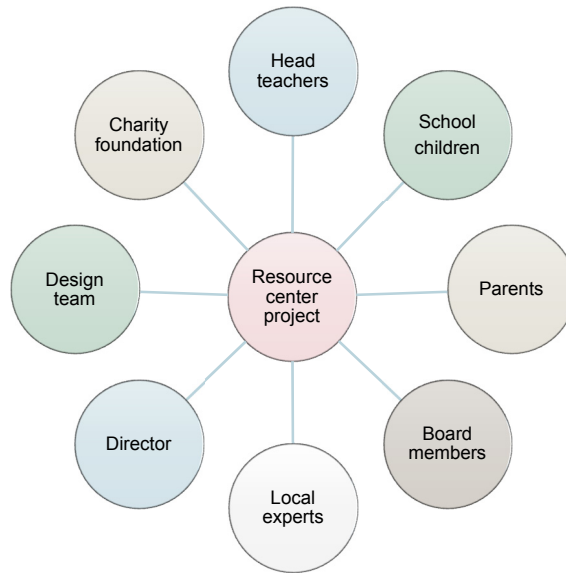 Head
teachers
School
children
Parents
Board
members
Local
experts
Director
Design
team
Charity
foundation
Resource
center
project